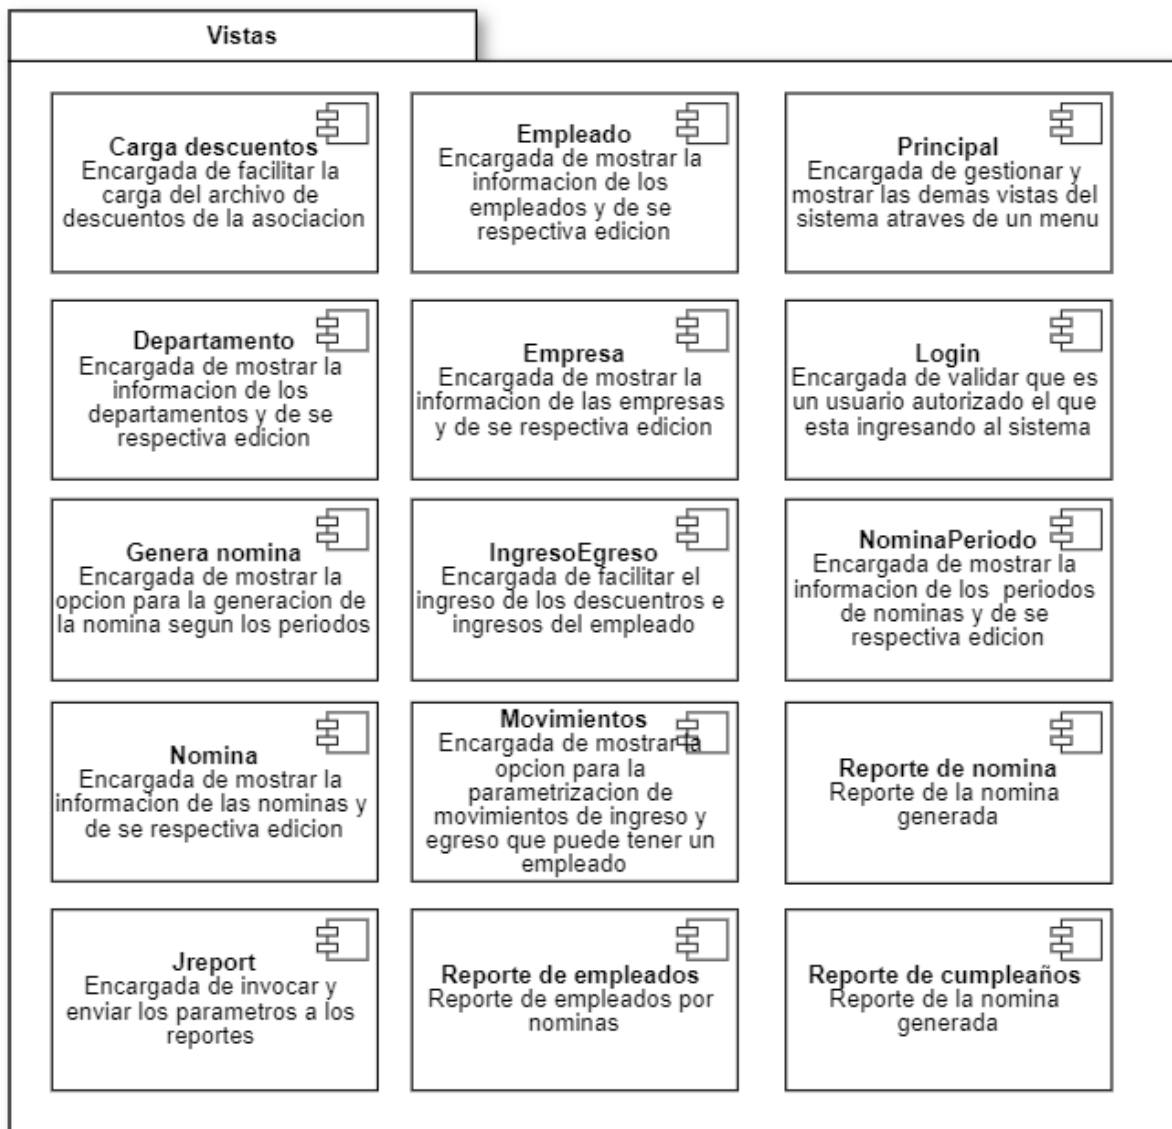 Vistas
Carga descuentos
Encargada de facilitar la
carga del archivo de
descuentos de la asociacion
Empleado
Encargada de mostrar la
informacion de los
empleados y de se
respectiva edicion
Principal
Encargada de gestionar y
mostrar las demas vistas del
sistema atraves de un menu
Departamento
Encargada de mostrar la
informacion de los
departamentos y de se
respectiva edicion
Empresa
Encargada de mostrar la
informacion de las empresas
y de se respectiva edicion
Login
Encargada de validar que es
un usuario autorizado el que
esta ingresando al sistema
Genera nomina
Encargada de mostrar la
opcion para la generacion de
la nomina segun los periodos
IngresoEgreso
Encargada de facilitar el
ingreso de los descuentros e
ingresos del empleado
NominaPeriodo
Encargada de mostrar la
informacion de los periodos
de nominas y de se
respectiva edicion
Nomina
Encargada de mostrar la
informacion de las nominas y
de se respectiva edicion
Movimientos
Encargada de mostrar la
opcion para la
parametrizacion de
movimientos de ingreso y
egreso que puede tener un
empleado
Reporte de nomina
Reporte de la nomina
generada
Jreport
Encargada de invocar y
enviar los parametros a los
reportes
Reporte de empleados
Reporte de empleados por
nominas
Reporte de cumpleaños
Reporte de la nomina
generada